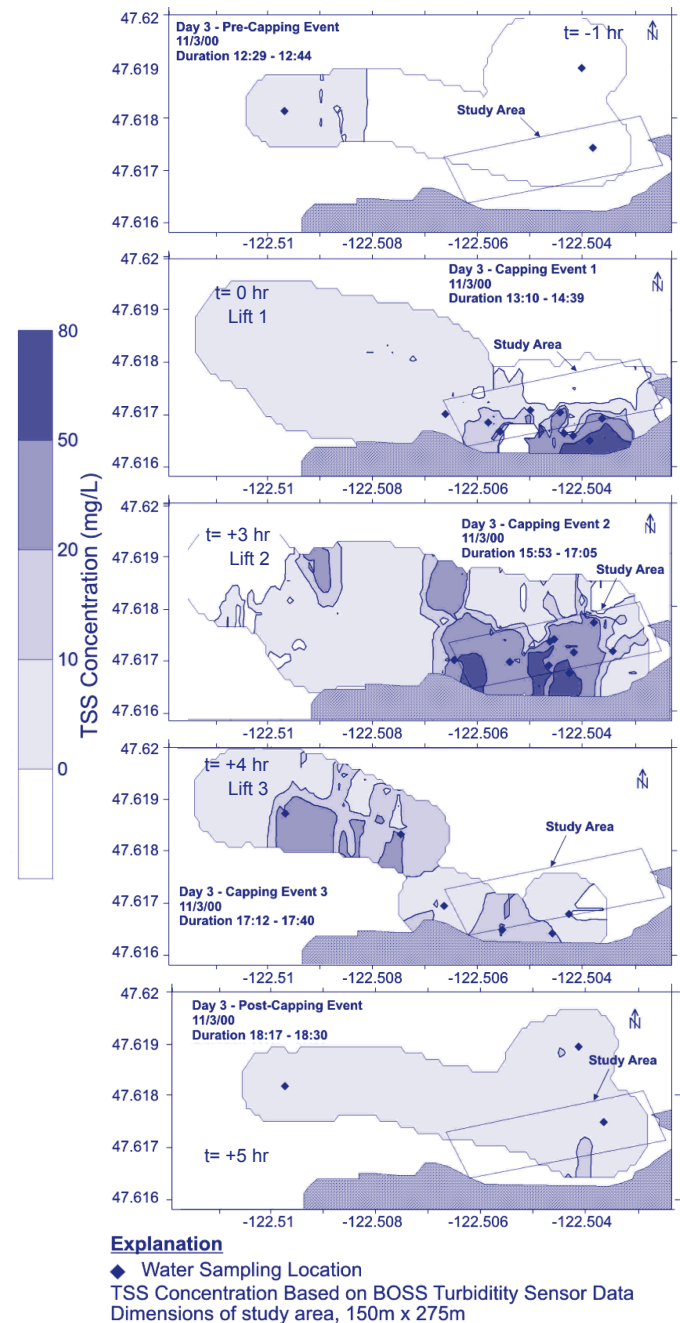 47.62
Day 3 - Pre-Capping Event
11/3/00
Duration 12:29 - 12:44
t= -1 hr
N
47.619
Study Area
47.618
47.617
47.616
-122.51
-122.508
-122.506
-122.504
47.62
Day 3 - Capping Event 1
11/3/00
Duration 13:10 - 14:39
N
t= 0 hr
Lift 1
47.619
Study Area
47.618
47.617
47.616
-122.51
-122.508
-122.506
-122.504
80
50
20
10
0
TSS Concentration (mg/L)
47.62
Day 3 - Capping Event 2
11/3/00
Duration 15:53 - 17:05
N
t= +3 hr
Lift 2
47.619
Study Area
47.618
47.617
47.616
-122.51
-122.508
-122.506
-122.504
47.62
t= +4 hr
Lift 3
N
47.619
Study Area
47.618
47.617
Day 3 - Capping Event 3
11/3/00
Duration 17:12 - 17:40
47.616
-122.51
-122.508
-122.506
-122.504
47.62
Day 3 - Post-Capping Event
11/3/00
Duration 18:17 - 18:30
N
47.619
Study Area
47.618
47.617
t= +5 hr
47.616
-122.51
-122.508
-122.506
-122.504
Explanation
Water Sampling Location
TSS Concentration Based on BOSS Turbiditity Sensor Data
Dimensions of study area, 150m x 275m